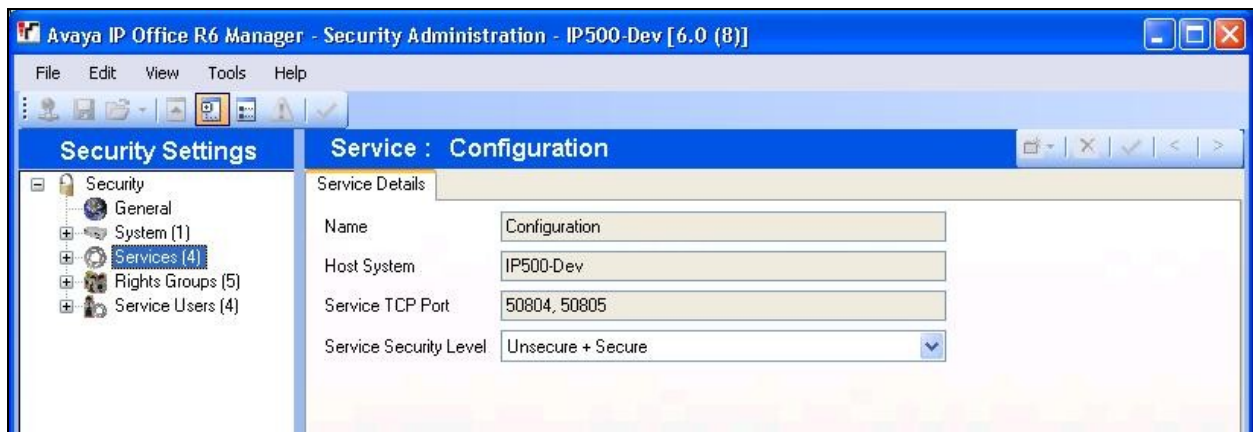 Avaya IP Office R6 Manager - Security Administration - IP500-Dev [6.0 (8)]
File Edit View Tools Help
Security Settings
Service : Configuration
Security
General
System (1)
Services (4)
Rights Groups (5)
Service Users (4)
Service Details
Name Configuration
Host System IP500-Dev
Service TCP Port 50804, 50805
Service Security Level Unsecure + Secure